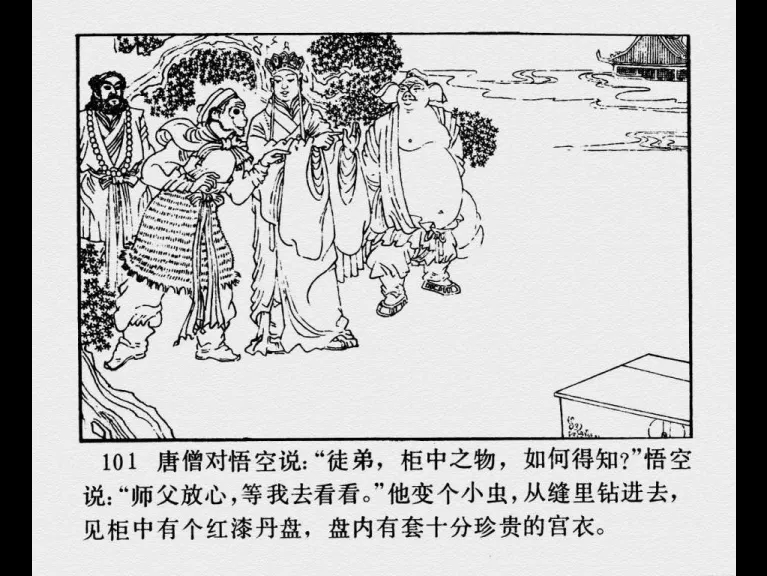 101 唐僧对悟空说:“徒弟,柜中之物,如何得知?”悟空
说:“师父放心,等我去看看。”他变个小虫,从缝里钻进去,
见柜中有个红漆丹盘,盘内有套十分珍贵的宫衣。